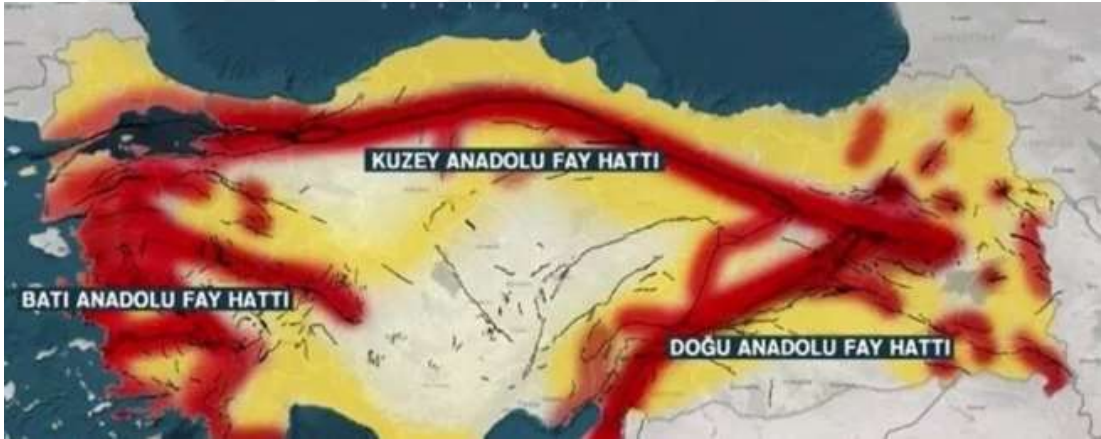 KUZEY ANADOLU FAY HATTI
BATI ANADOLU FAY HATTI
DOĞU ANADOLU FAY HATTI